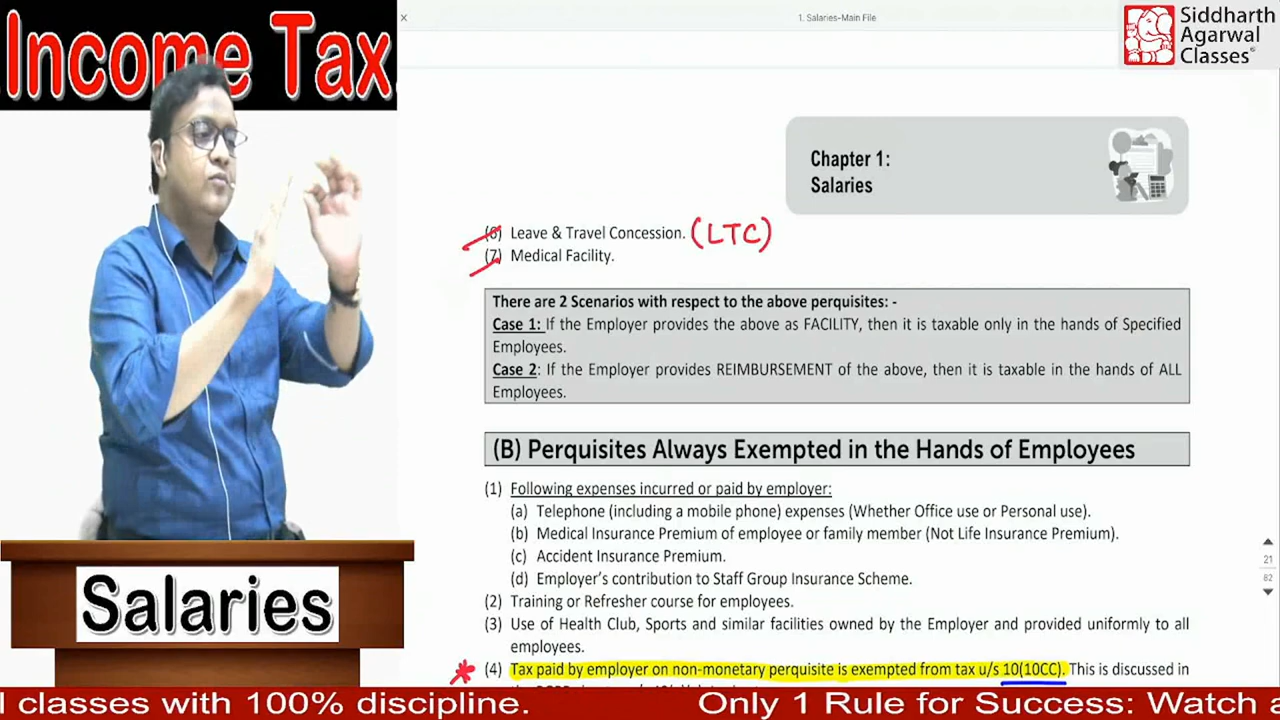 Income Tax
1. Salaries-Main File
Siddharth
Agarwal
Classes
Chapter 1:
Salaries
(6) Leave & Travel Concession. (LTC)
(7) Medical Facility.
There are 2 Scenarios with respect to the above perquisites: -
Case 1: If the Employer provides the above as FACILITY, then it is taxable only in the hands of Specified
Employees.
Case 2: If the Employer provides REIMBURSEMENT of the above, then it is taxable in the hands of ALL
Employees.
(B) Perquisites Always Exempted in the Hands of Employees
(1) Following expenses incurred or paid by employer:
(a) Telephone (including a mobile phone) expenses (Whether Office use or Personal use).
(b) Medical Insurance Premium of employee or family member (Not Life Insurance Premium).
(c) Accident Insurance Premium.
(d) Employer's contribution to Staff Group Insurance Scheme.
(2) Training or Refresher course for employees.
(3) Use of Health Club, Sports and similar facilities owned by the Employer and provided uniformly to all
employees.
(4) Tax paid by employer on non-monetary perquisite is exempted from tax u/s 10(10CC). This is discussed in
21
82
Salaries
l classes with 100% discipline. Only 1 Rule for Success: Watch a